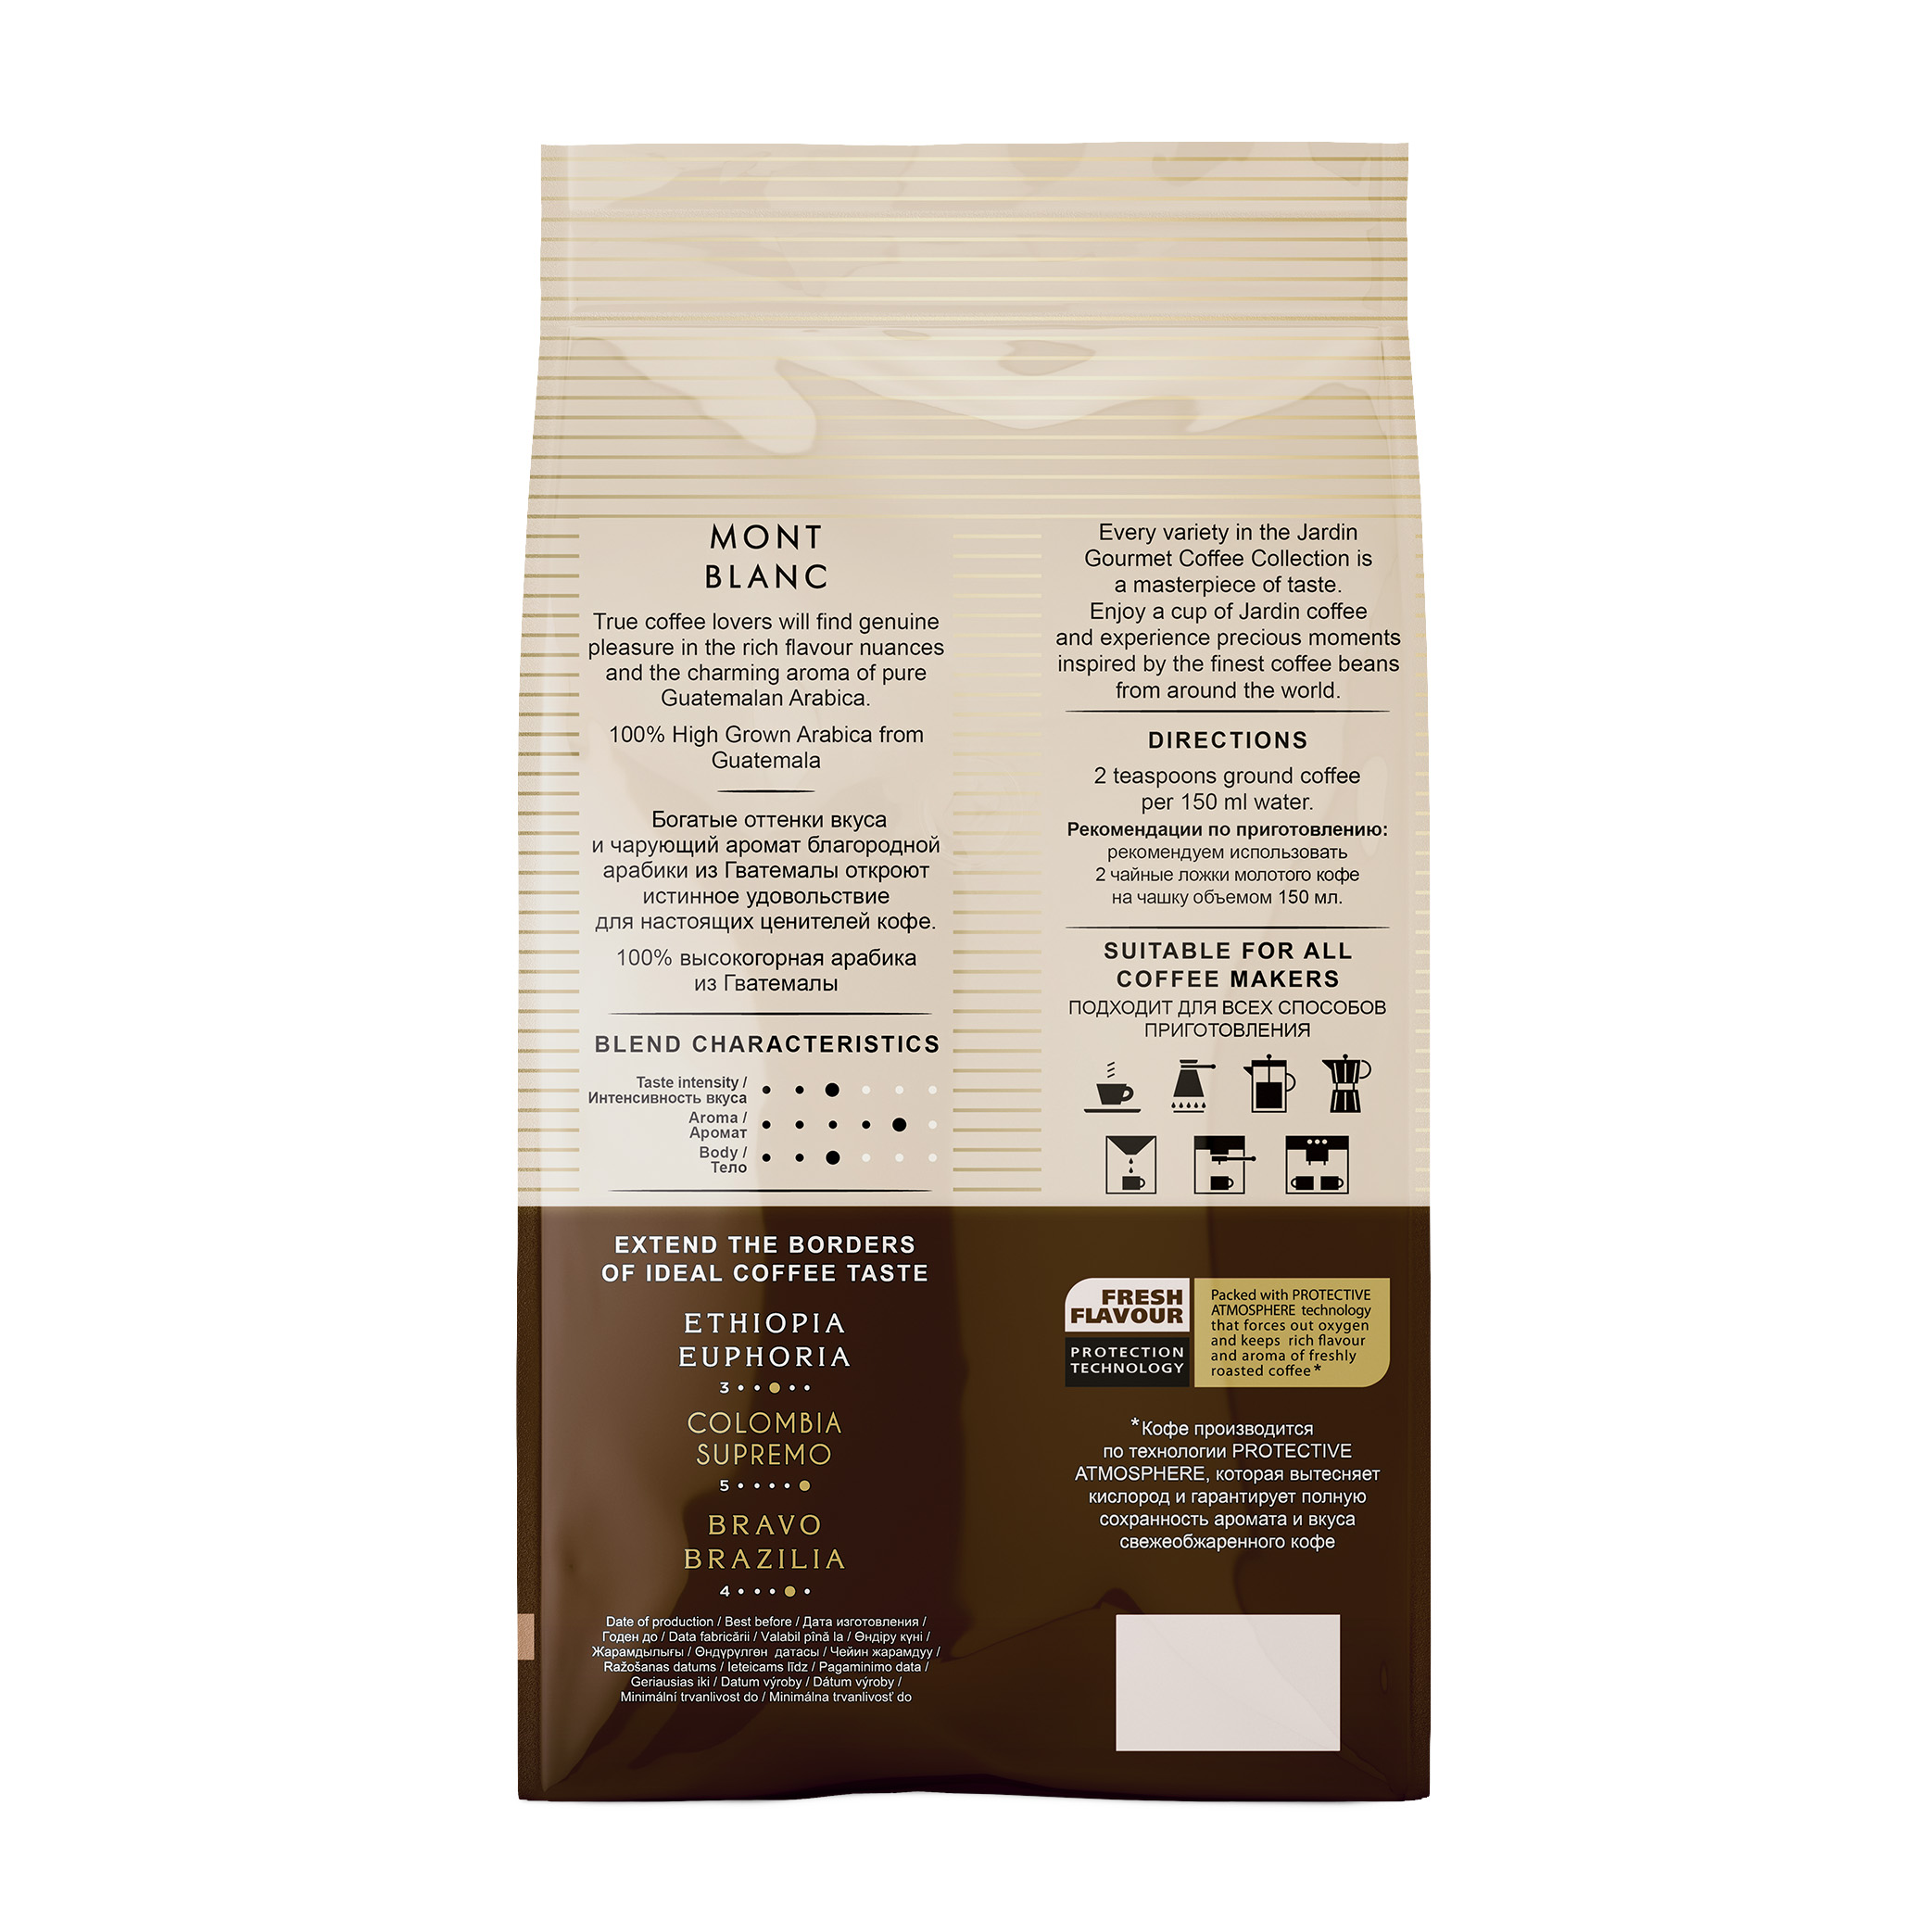 MONT
BLANC
True coffee lovers will find genuine
pleasure in the rich flavour nuances
and the charming aroma of pure
Guatemalan Arabica.
100% High Grown Arabica from
Guatemala
Богатые оттенки вкуса
и чарующий аромат благородной
арабики из Гватемалы откроют
истинное удовольствие
для настоящих ценителей кофе.
100% высокогорная арабика
из Гватемалы
BLEND CHARACTERISTICS
Taste intensity /
Интенсивность вкуса
Aroma /
Аромат
Body /
Тело
EXTEND THE BORDERS
OF IDEAL COFFEE TASTE
ETHIOPIA
EUPHORIA
3
COLOMBIA
SUPREMO
5
BRAVO
BRAZILIA
4
Date of production / Best before / Дата изготовления /
Годен до / Data fabricării / Valabil pînă la / Өндіру күні /
Жарамдылығы / Өндүрүлгөн датасы / Чейин жарамдуу /
Ražošanas datums / Ieteicams līdz / Pagaminimo data /
Geriausias iki / Datum výroby / Dátum výroby /
Minimální trvanlivost do / Minimálna trvanlivosť do
Every variety in the Jardin
Gourmet Coffee Collection is
a masterpiece of taste.
Enjoy a cup of Jardin coffee
and experience precious moments
inspired by the finest coffee beans
from around the world.
DIRECTIONS
2 teaspoons ground coffee
per 150 ml water.
Рекомендации по приготовлению:
рекомендуем использовать
2 чайные ложки молотого кофе
на чашку объемом 150 мл.
SUITABLE FOR ALL
COFFEE MAKERS
ПОДХОДИТ ДЛЯ ВСЕХ СПОСОБОВ
ПРИГОТОВЛЕНИЯ
FRESH
FLAVOUR
PROTECTION
TECHNOLOGY
Packed with PROTECTIVE
ATMOSPHERE technology
that forces out oxygen
and keeps rich flavour
and aroma of freshly
roasted coffee*
*Кофе производится
по технологии PROTECTIVE
ATMOSPHERE, которая вытесняет
кислород и гарантирует полную
сохранность аромата и вкуса
свежеобжаренного кофе